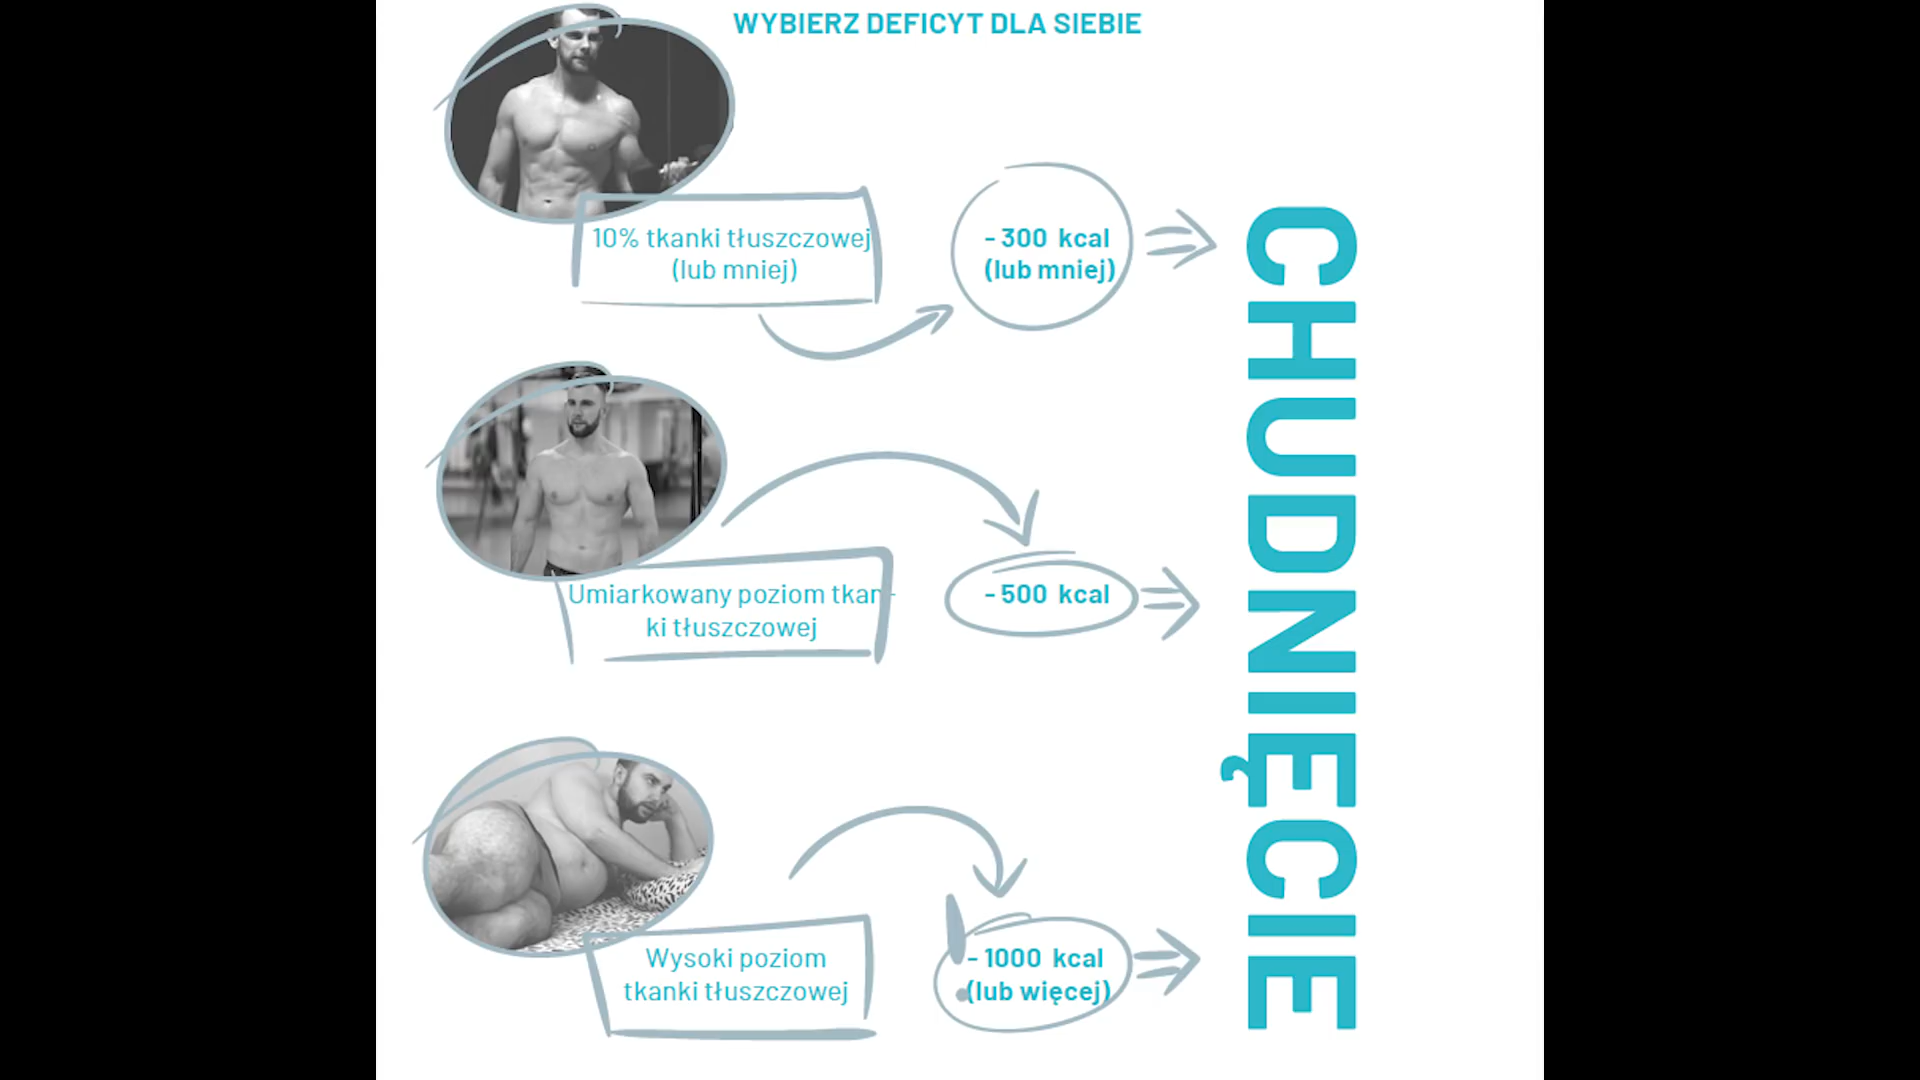 WYBIERZ DEFICYT DLA SIEBIE
10% tkanki tłuszczowej
(lub mniej)
- 300 kcal
(lub mniej)
Umiarkowany poziom tkan-
ki tłuszczowej
- 500 kcal
Wysoki poziom
tkanki tłuszczowej
- 1000 kcal
(lub więcej)
CHUDNIĘCIE